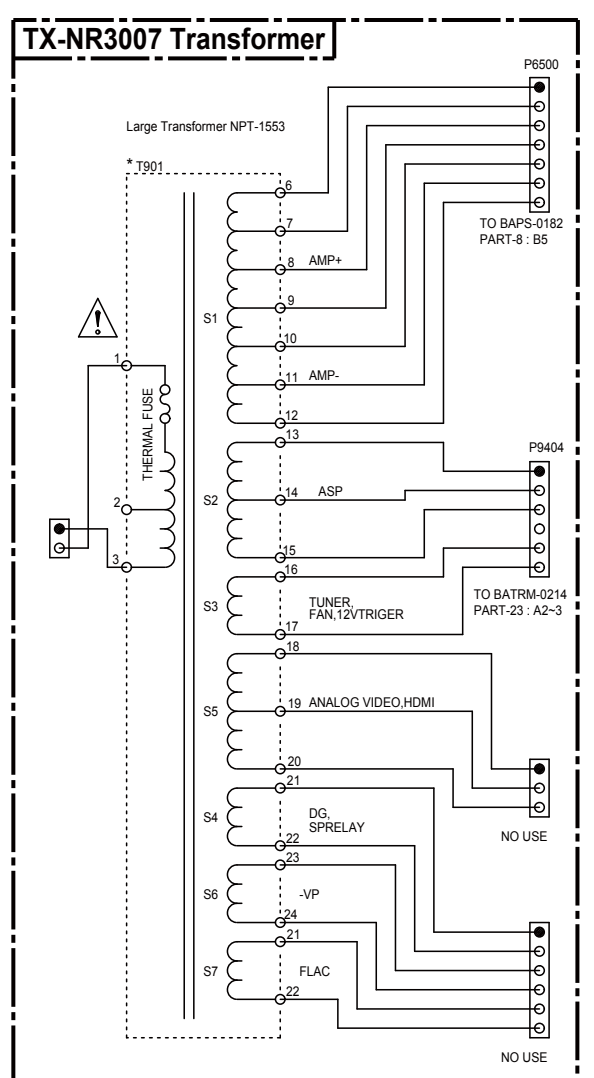 TX-NR3007 Transformer
P6500
Large Transformer NPT-1553
* T901
6
7
TO BAPS-0182
PART-8 : B5
8 AMP+
9
S1
10
!
1
11 AMP-
THERMAL FUSE
12
13
P9404
2
S2
14 ASP
3
15
16
S3
TUNER,
FAN,12VTRIGER
TO BATRM-0214
PART-23 : A2~3
17
18
S5
19 ANALOG VIDEO,HDMI
20
21
S4
DG,
SPRELAY
NO USE
22
23
S6
-VP
24
21
S7
FLAC
22
NO USE